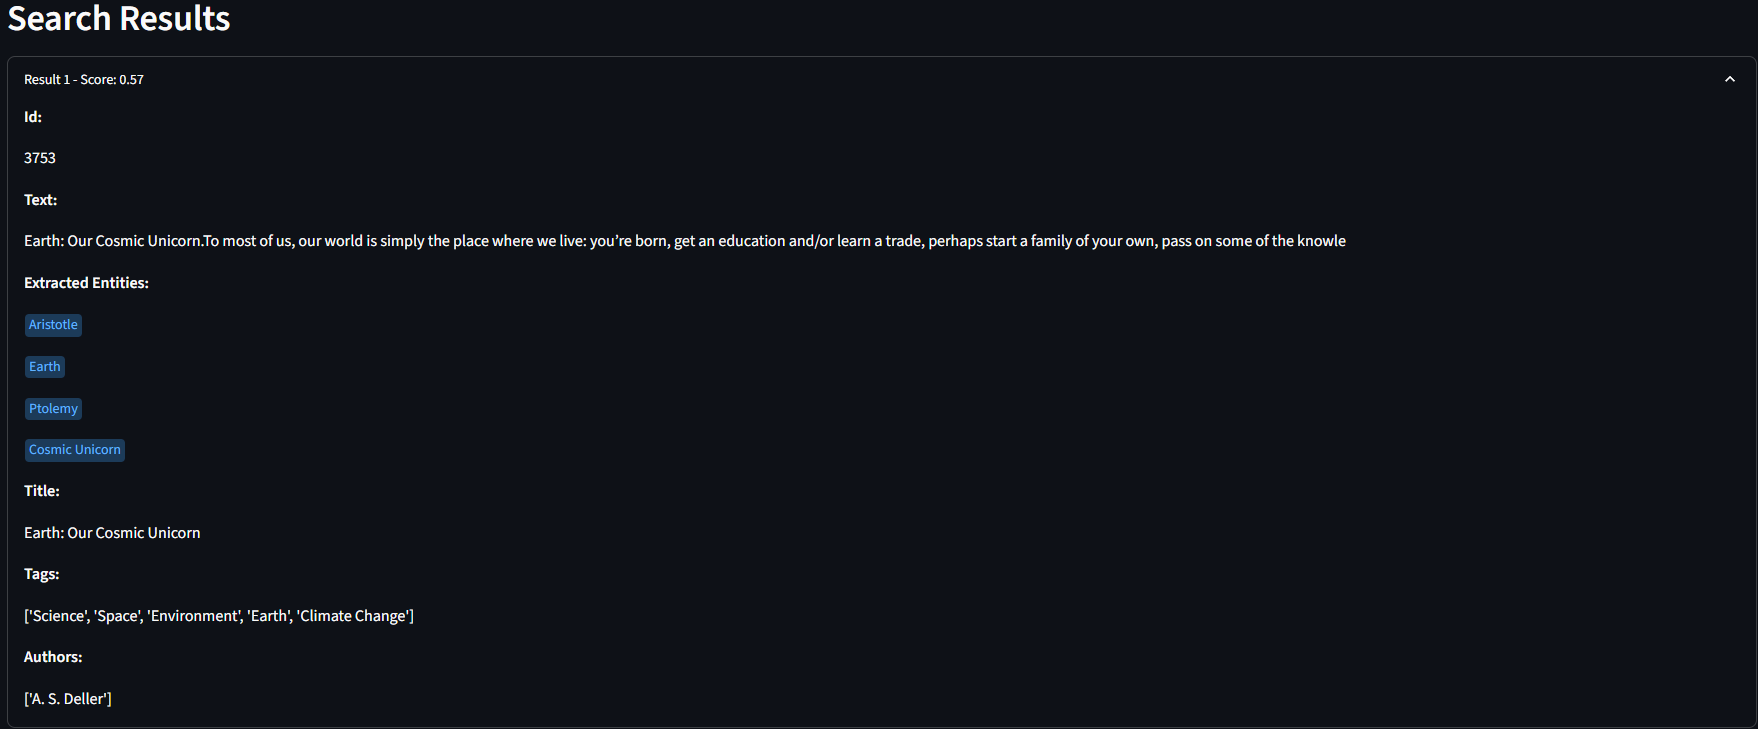 Search Results
Result 1 - Score: 0.57
Id:
3753
Text:
Earth: Our Cosmic Unicorn.To most of us, our world is simply the place where we live: you’re born, get an education and/or learn a trade, perhaps start a family of your own, pass on some of the knowle
Extracted Entities:
Aristotle
Earth
Ptolemy
Cosmic Unicorn
Title:
Earth: Our Cosmic Unicorn
Tags:
['Science', 'Space', 'Environment', 'Earth', 'Climate Change']
Authors:
['A. S. Deller']